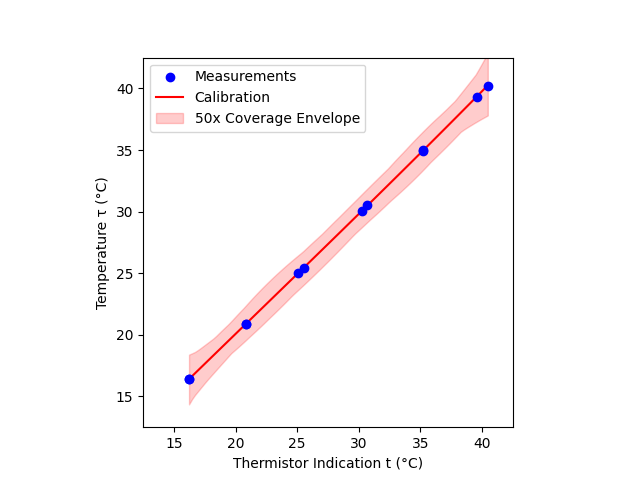 Measurements
Calibration
50x Coverage Envelope
Temperature τ (°C)
40
35
30
25
20
15
15 20 25 30 35 40
Thermistor Indication t (°C)